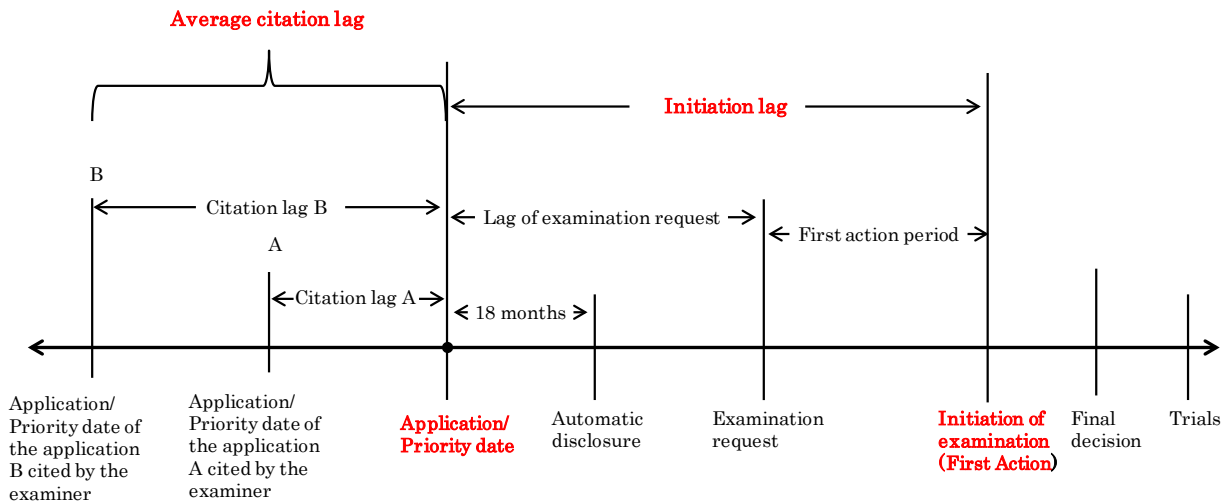 Average citation lag
Initiation lag
B
Citation lag B
Lag of examination request
A
First action period
Citation lag A
18 months
Application/
Priority date of
the application
B cited by the
examiner
Application/
Priority date of
the application
A cited by the
examiner
Application/
Priority date
Automatic
disclosure
Examination
request
Initiation of
examination
(First Action)
Final
decision
Trials